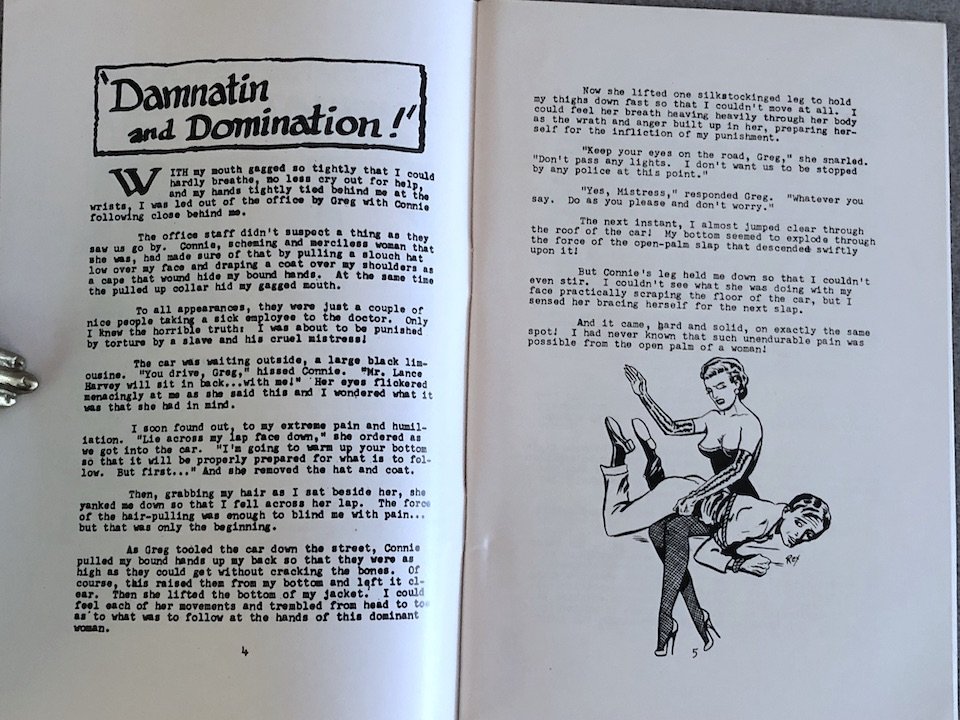 "Damnatin
and Domination!"
WITH my mouth gagged so tightly that I could
hardly breathe, mo less cry out for help,
and my hands tightly tied behind me at the
wrists, I was led out of the office by Greg with Connie
following close behind me.
The office staff didn't suspect a thing as they
saw us go by. Connie, scheming and merciless woman that
she was, had made sure of that by pulling a slouch hat
low over my face and draping a coat over my shoulders as
a cape that wound hide my bound hands. At the same time
the pulled up collar hid my gagged mouth.
To all appearances, they were just a couple of
nice people taking a sick employee to the doctor. Only
I knew the horrible truth: I was about to be punished
by torture by a slave and his cruel mistress!
The car was waiting outside, a large black lim-
ousine. "You drive, Greg," hissed Connie. "Mr. Lance
Harvey will sit in back...with me!" Her eyes flickered
menacingly at me as she said this and I wondered what it
was that she had in mind.
I soon found out, to my extreme pain and humil-
iation. "Lie across my lap face down," she ordered as
we got into the car. "I'm going to warm up your bottom
so that it will be properly prepared for what is to fol-
low. But first..." And she removed the hat and coat.
Then, grabbing my hair as I sat beside her, she
yanked me down so that I fell across her lap. The force
of the hair-pulling was enough to blind me with pain...
but that was only the beginning.
As Greg tooled the car down the street, Connie
pulled my bound hands up my back so that they were as
high as they could get without cracking the bones. Of
course, this raised them from my bottom and left it cl-
ear. Then she lifted the bottom of my jacket. I could
feel each of her movements and trembled from head to toe
as to what was to follow at the hands of this dominant
woman.
4
Now she lifted one silkstockinged leg to hold
my thighs down fast so that I couldn't move at all. I
could feel her breath heaving heavily through her body
as the wrath and anger built up in her, preparing her-
self for the infliction of my punishment.
"Keep your eyes on the road, Greg," she snarled.
"Don't pass any lights. I don't want us to be stopped
by any police at this point."
"Yes, Mistress," responded Greg. "Whatever you
say. Do as you please and don't worry."
The next instant, I almost jumped clear through
the roof of the car! My bottom seemed to explode through
the force of the open-palm slap that descended swiftly
upon it!
But Connie's leg held me down so that I couldn't
even stir. I couldn't see what she was doing with my
face practically scraping the floor of the car, but I
sensed her bracing herself for the next slap.
And it came, hard and solid, on exactly the same
spot! I had never known that such unendurable pain was
possible from the open palm of a woman!
Rex
5